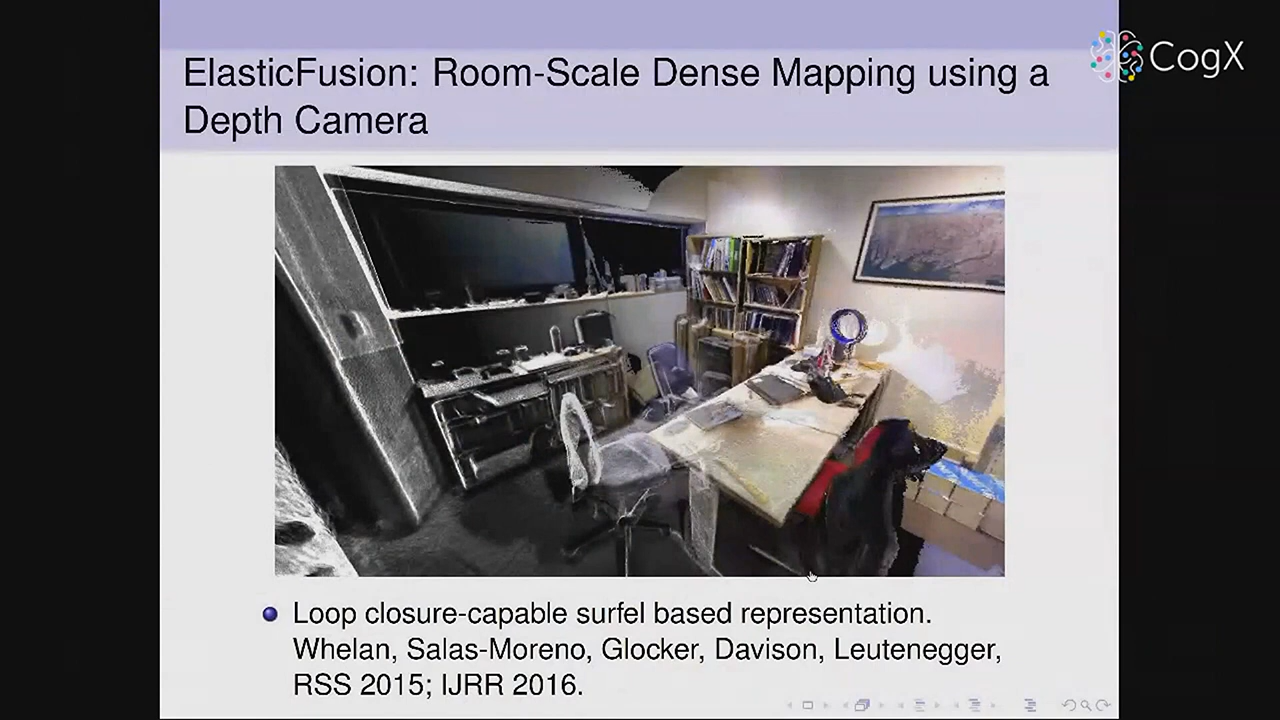 ElasticFusion: Room-Scale Dense Mapping using a
Depth Camera
CogX
Loop closure-capable surfel based representation.
Whelan, Salas-Moreno, Glocker, Davison, Leutenegger,
RSS 2015; IJRR 2016.